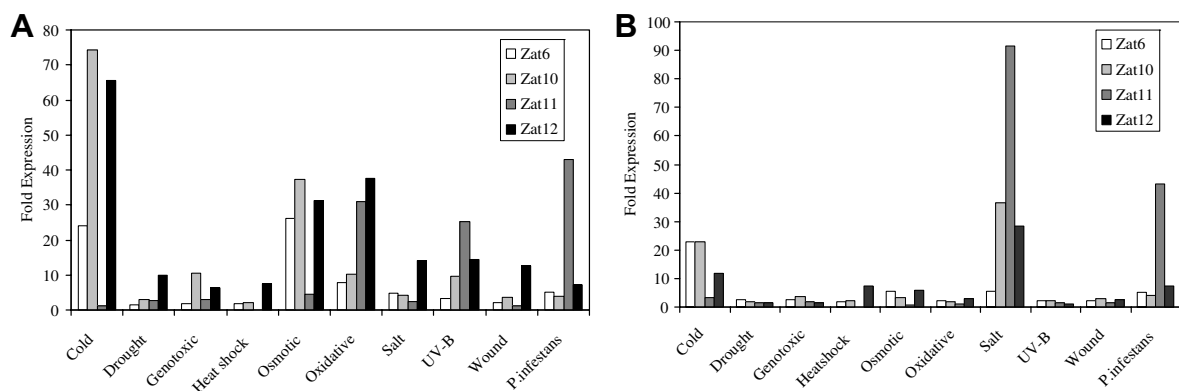 A
Fold Expression
80
70
60
50
40
30
20
10
0
Zat6
Zat10
Zat11
Zat12
Cold
Drought
Genotoxic
Heat shock
Osmotic
Oxidative
Salt
UV-B
Wound
P.infestans
B
Fold Expression
100
90
80
70
60
50
40
30
20
10
0
Zat6
Zat10
Zat11
Zat12
Cold
Drought
Genotoxic
Heatshock
Osmotic
Oxidative
Salt
UV-B
Wound
P.infestans